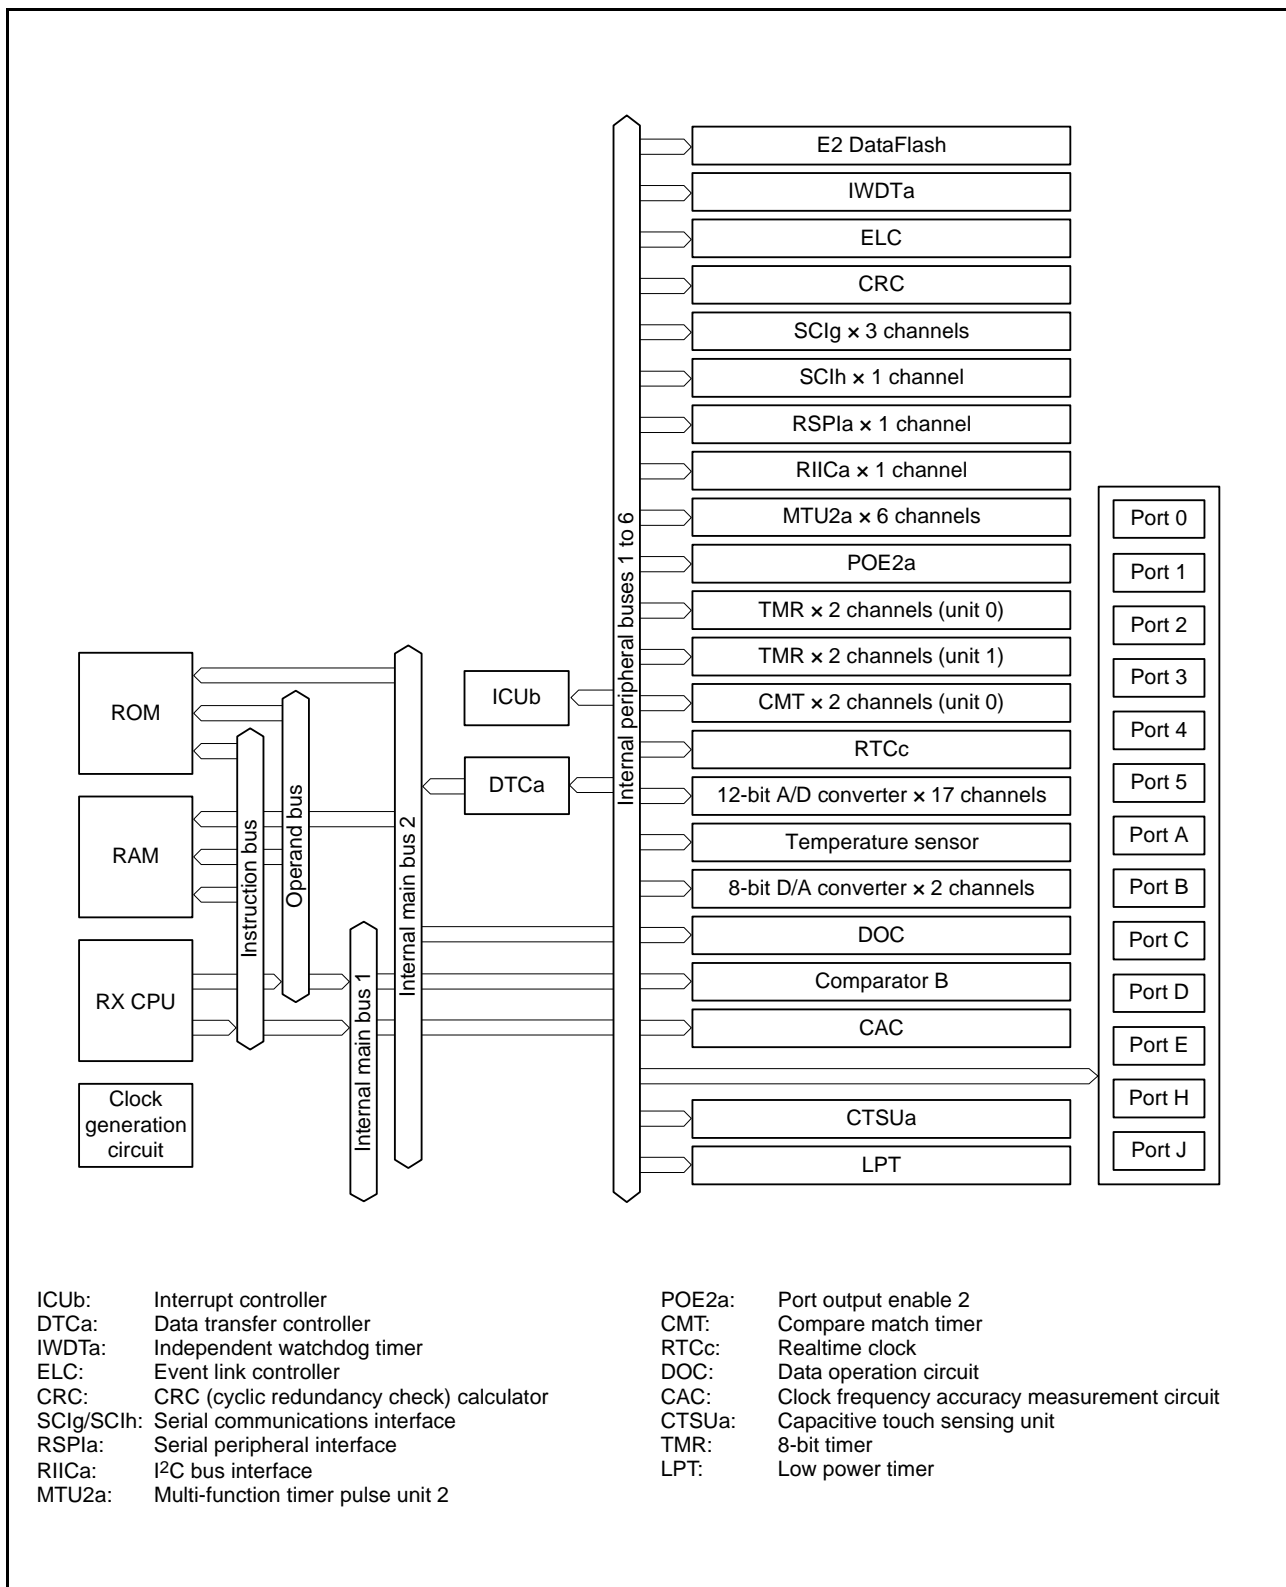 E2 DataFlash
IWDTa
ELC
CRC
SCIg × 3 channels
SCIh × 1 channel
RSPIa × 1 channel
RIICa × 1 channel
MTU2a × 6 channels
POE2a
TMR × 2 channels (unit 0)
TMR × 2 channels (unit 1)
CMT × 2 channels (unit 0)
RTCc
12-bit A/D converter × 17 channels
Temperature sensor
8-bit D/A converter × 2 channels
DOC
Comparator B
CAC
CTSUa
LPT
Port 0
Port 1
Port 2
Port 3
Port 4
Port 5
Port A
Port B
Port C
Port D
Port E
Port H
Port J
Internal peripheral buses 1 to 6
ICUb
DTCa
ROM
RAM
RX CPU
Clock
generation
circuit
Instruction bus
Operand bus
Internal main bus 1
Internal main bus 2
ICUb: Interrupt controller
DTCa: Data transfer controller
IWDTa: Independent watchdog timer
ELC: Event link controller
CRC: CRC (cyclic redundancy check) calculator
SCIg/SCIh: Serial communications interface
RSPIa: Serial peripheral interface
RIICa: I²C bus interface
MTU2a: Multi-function timer pulse unit 2
POE2a: Port output enable 2
CMT: Compare match timer
RTCc: Realtime clock
DOC: Data operation circuit
CAC: Clock frequency accuracy measurement circuit
CTSUa: Capacitive touch sensing unit
TMR: 8-bit timer
LPT: Low power timer